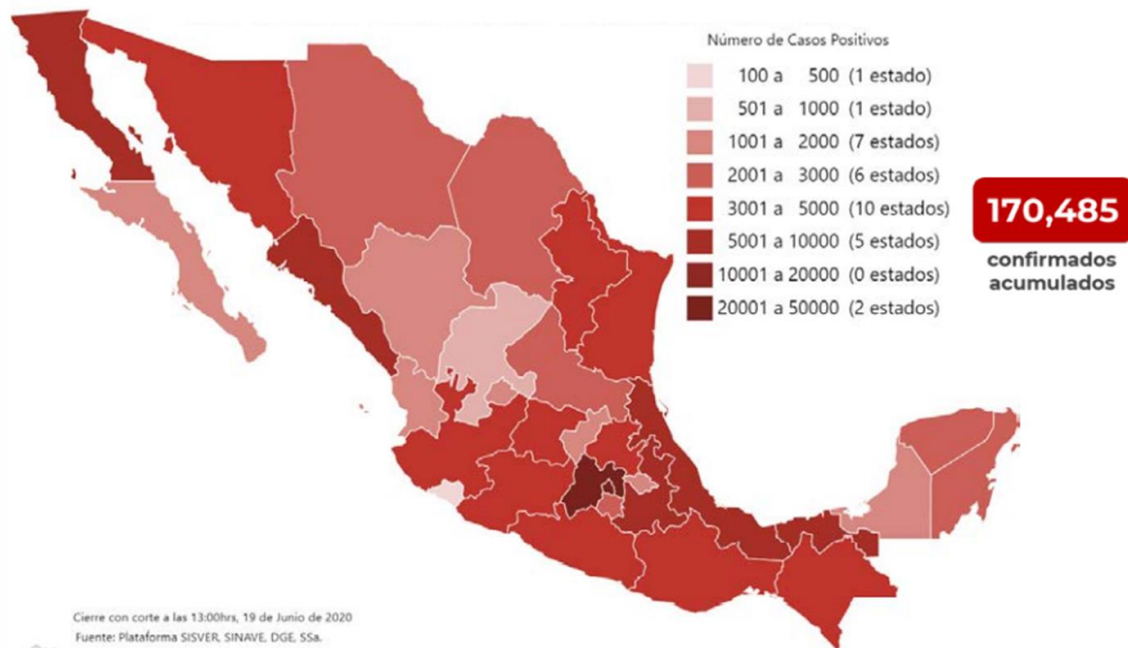 Número de Casos Positivos
100 a 500 (1 estado)
501 a 1000 (1 estado)
1001 a 2000 (7 estados)
2001 a 3000 (6 estados)
3001 a 5000 (10 estados)
5001 a 10000 (5 estados)
10001 a 20000 (0 estados)
20001 a 50000 (2 estados)
170,485
confirmados
acumulados
Cierre con corte a las 13:00hrs, 19 de Junio de 2020
Fuente: Plataforma SISVER, SINAVE, DGE, SSa.